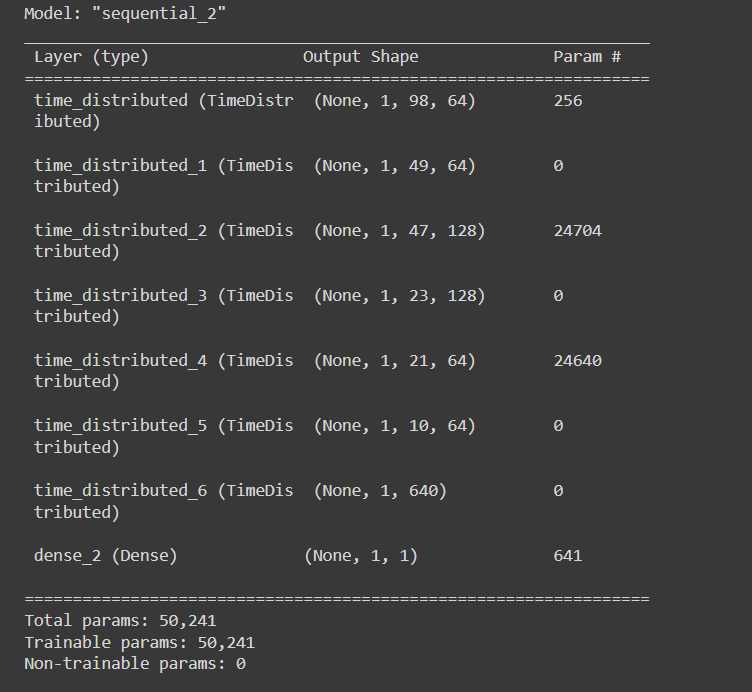 Model: "sequential_2"
_________________________________________________________________
Layer (type) Output Shape Param #
=================================================================
time_distributed (TimeDistr (None, 1, 98, 64) 256
ibuted)
time_distributed_1 (TimeDis (None, 1, 49, 64) 0
tributed)
time_distributed_2 (TimeDis (None, 1, 47, 128) 24704
tributed)
time_distributed_3 (TimeDis (None, 1, 23, 128) 0
tributed)
time_distributed_4 (TimeDis (None, 1, 21, 64) 24640
tributed)
time_distributed_5 (TimeDis (None, 1, 10, 64) 0
tributed)
time_distributed_6 (TimeDis (None, 1, 640) 0
tributed)
dense_2 (Dense) (None, 1, 1) 641
=================================================================
Total params: 50,241
Trainable params: 50,241
Non-trainable params: 0